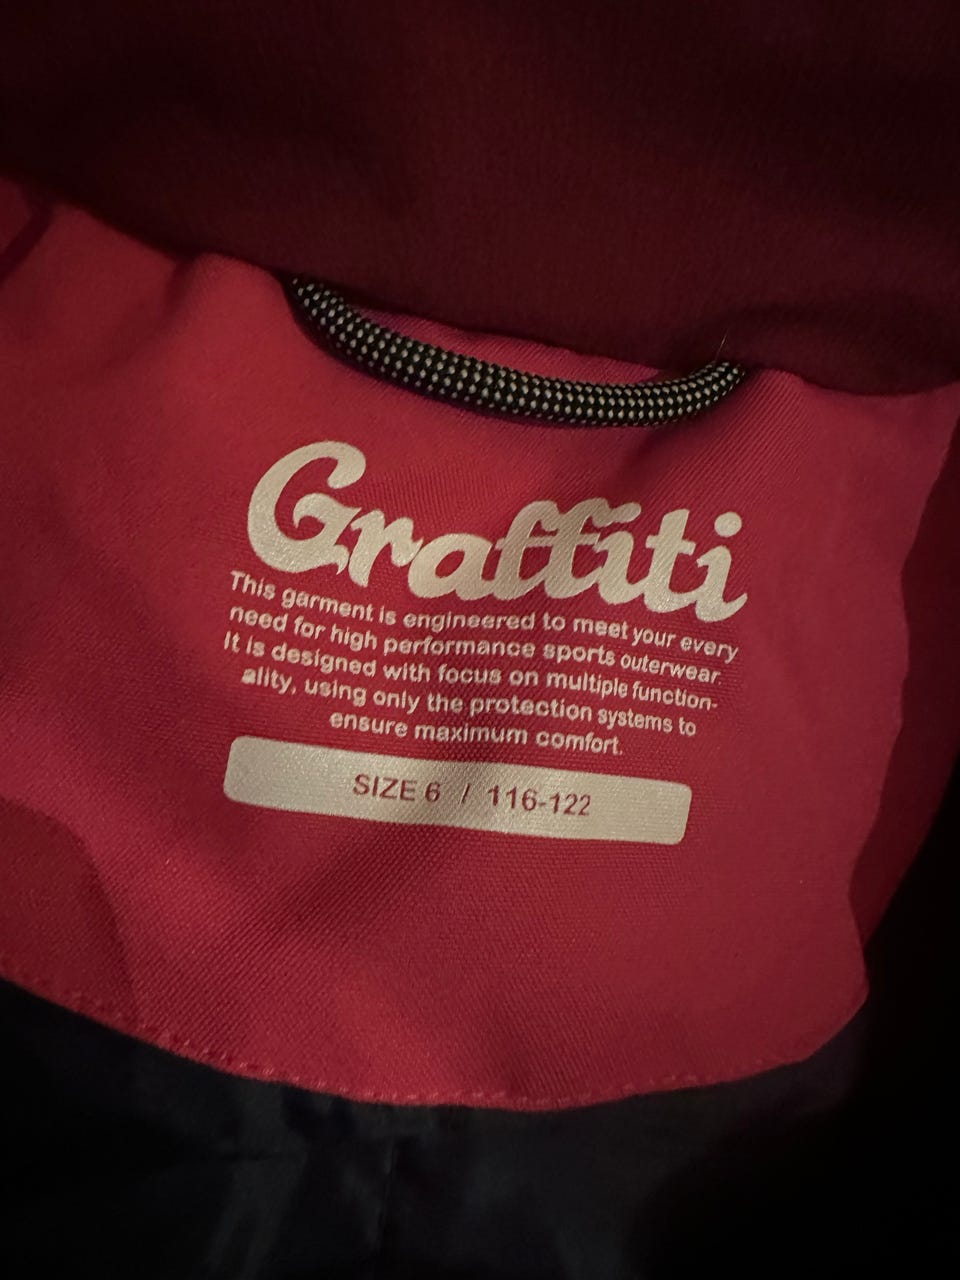 Graffiti
This garment is engineered to meet your every
need for high performance sports outerwear.
It is designed with focus on multiple function-
ality, using only the protection systems to
ensure maximum comfort.
SIZE 6 / 116-122